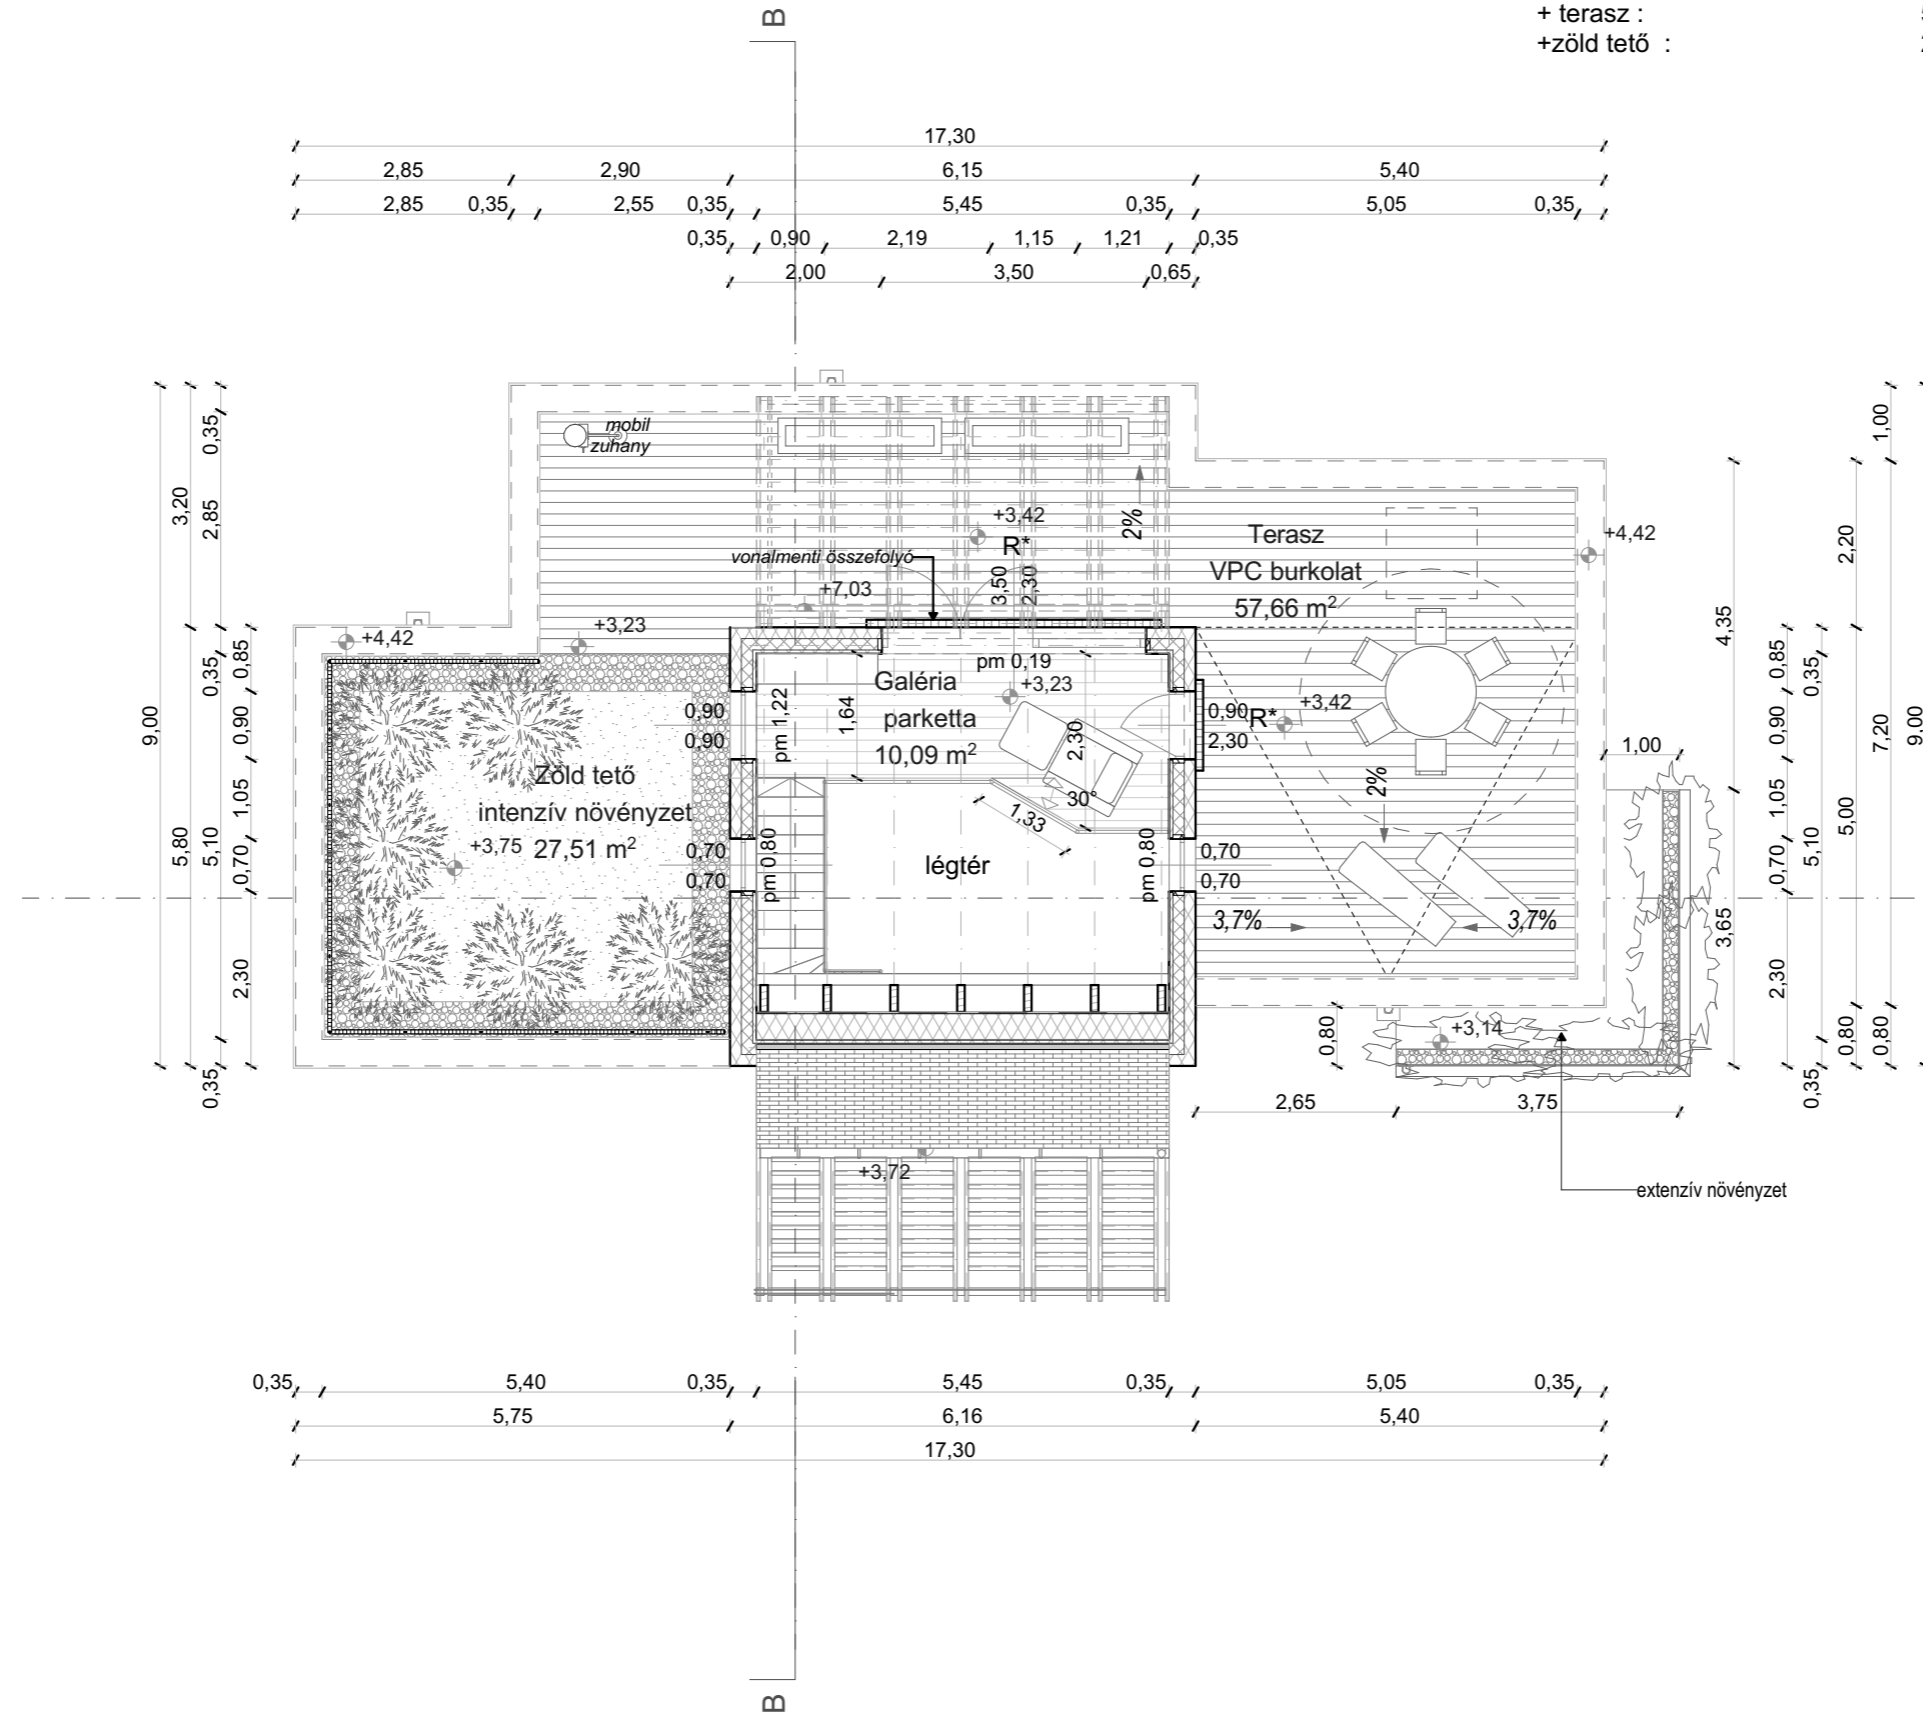 B
+ terasz :
+zöld tető :
17,30
2,85 2,90 6,15 5,40
2,85 0,35 2,55 0,35 5,45 0,35 5,05 0,35
0,35 0,90 2,19 1,15 1,21 0,35
2,00 3,50 0,65
9,00
3,20
5,80
0,35
2,85
0,35
5,10
0,35
0,85
0,90
1,05
0,70
2,30
mobil
zuhany
vonalmenti összefolyó
+7,03
+3,42
R*
3,50
2,30
2%
Terasz
VPC burkolat
57,66 m²
+4,42
+4,42
+3,23
pm 0,19
+3,23
Galéria
parketta
10,09 m²
pm 1,22
1,64
2,30
0,90
0,90
0,90
2,30
R*
+3,42
30°
1,33
Zöld tető
intenzív növényzet
+3,75 27,51 m²
0,70
0,70
pm 0,80
légtér
pm 0,80
0,70
0,70
2%
3,7%
3,7%
1,00
0,80
+3,14
2,65 3,75
+3,72
extenzív növényzet
4,35
3,65
0,85
0,90
1,05
0,70
2,30
0,35
5,10
0,35
2,20
5,00
0,80
1,00
7,20
0,80
9,00
0,35 5,40 0,35 5,45 0,35 5,05 0,35
5,75 6,16 5,40
17,30
B